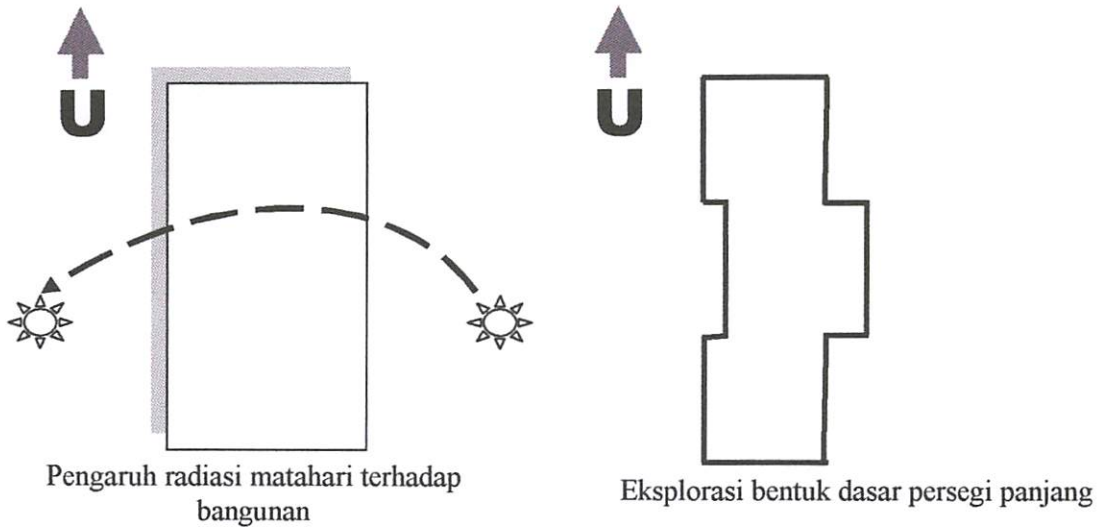 U
Pengaruh radiasi matahari terhadap
bangunan
U
Eksplorasi bentuk dasar persegi panjang